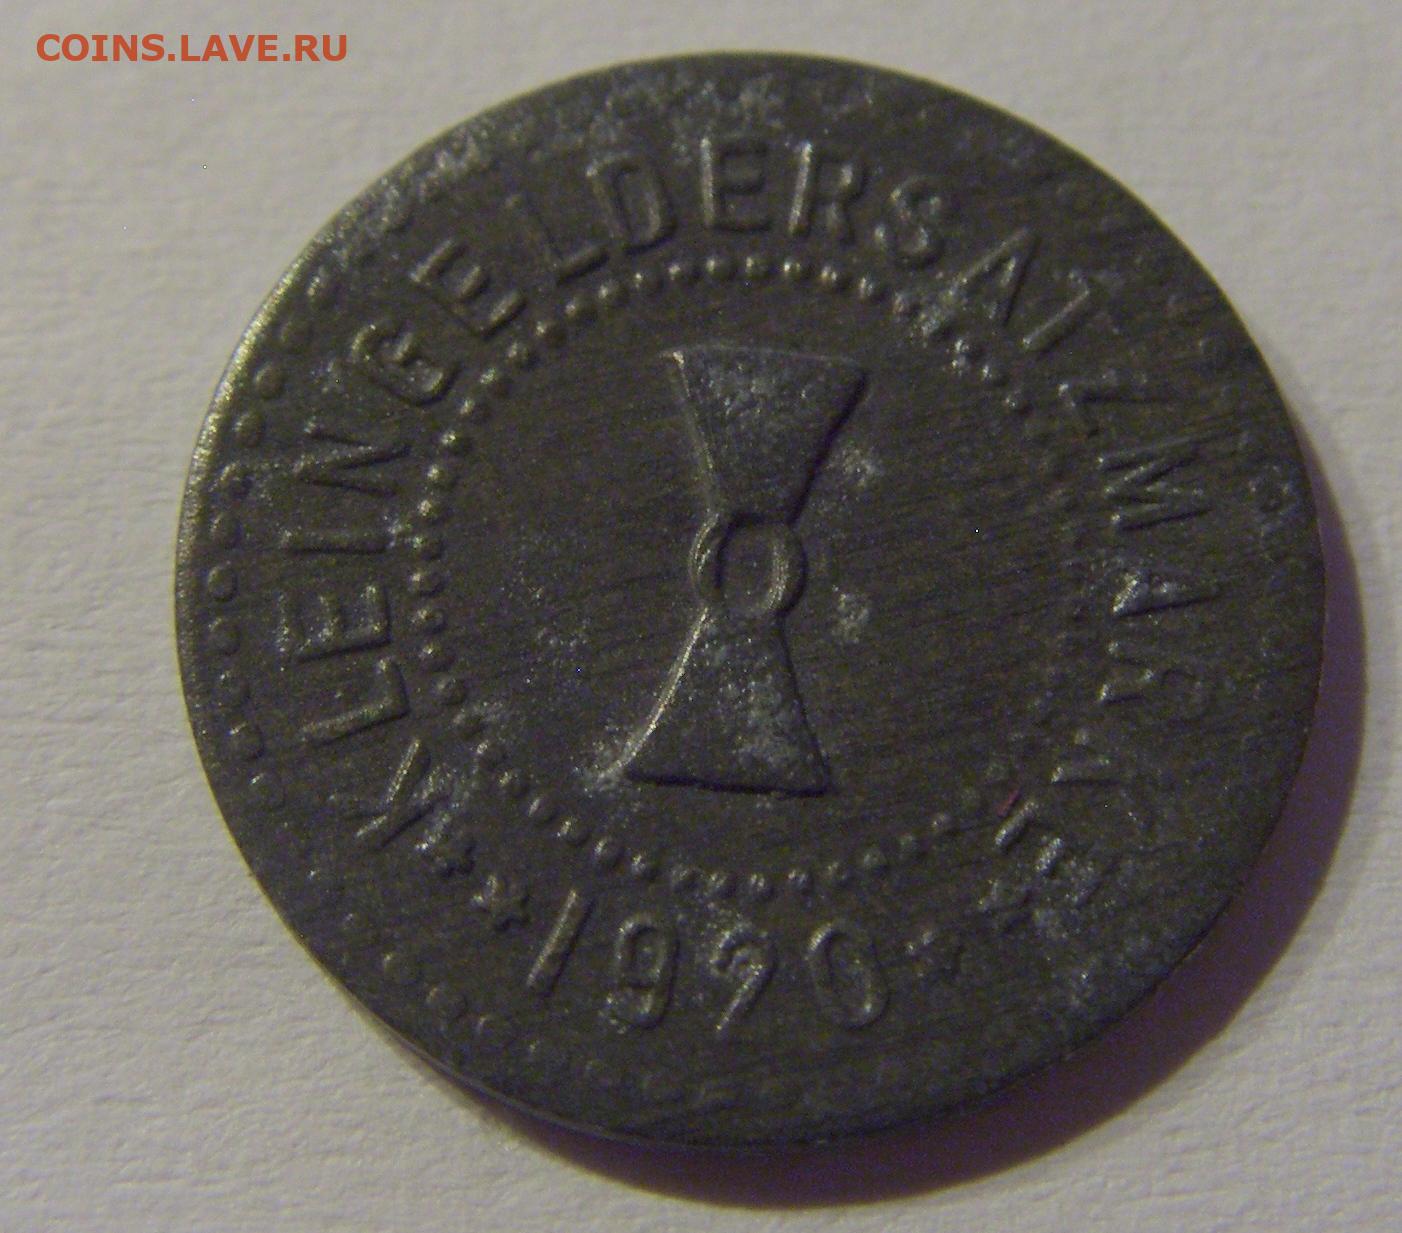 COINS.LAVE.RU
KLEINGELDERSATZMARKE
**1920**